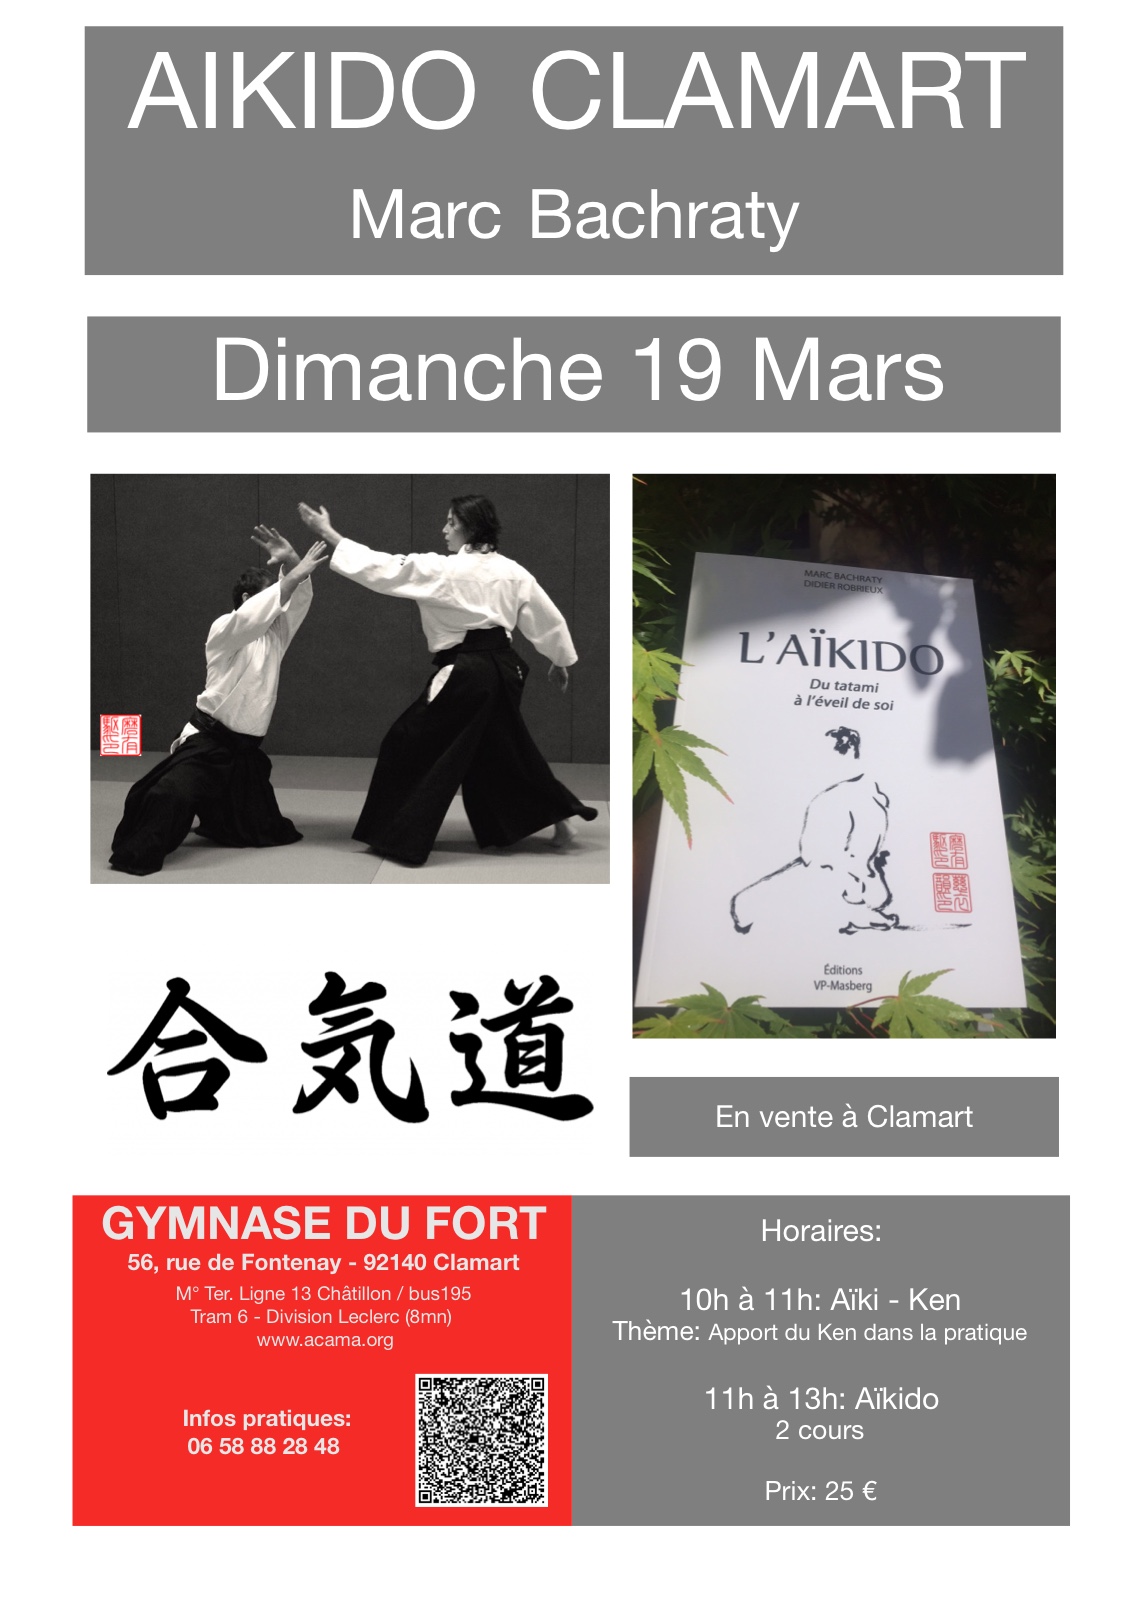 AIKIDO CLAMART
Marc Bachraty
Dimanche 19 Mars
MARC BACHRATY
DIDIER ROBRIEUX
L'AÏKIDO
Du tatami
à l'éveil de soi
Éditions
VP-Masberg
合気道
En vente à Clamart
GYMNASE DU FORT
56, rue de Fontenay - 92140 Clamart
M° Ter. Ligne 13 Châtillon / bus195
Tram 6 - Division Leclerc (8mn)
www.acama.org
Infos pratiques:
06 58 88 28 48
Horaires:
10h à 11h: Aïki - Ken
Thème: Apport du Ken dans la pratique
11h à 13h: Aïkido
2 cours
Prix: 25 €